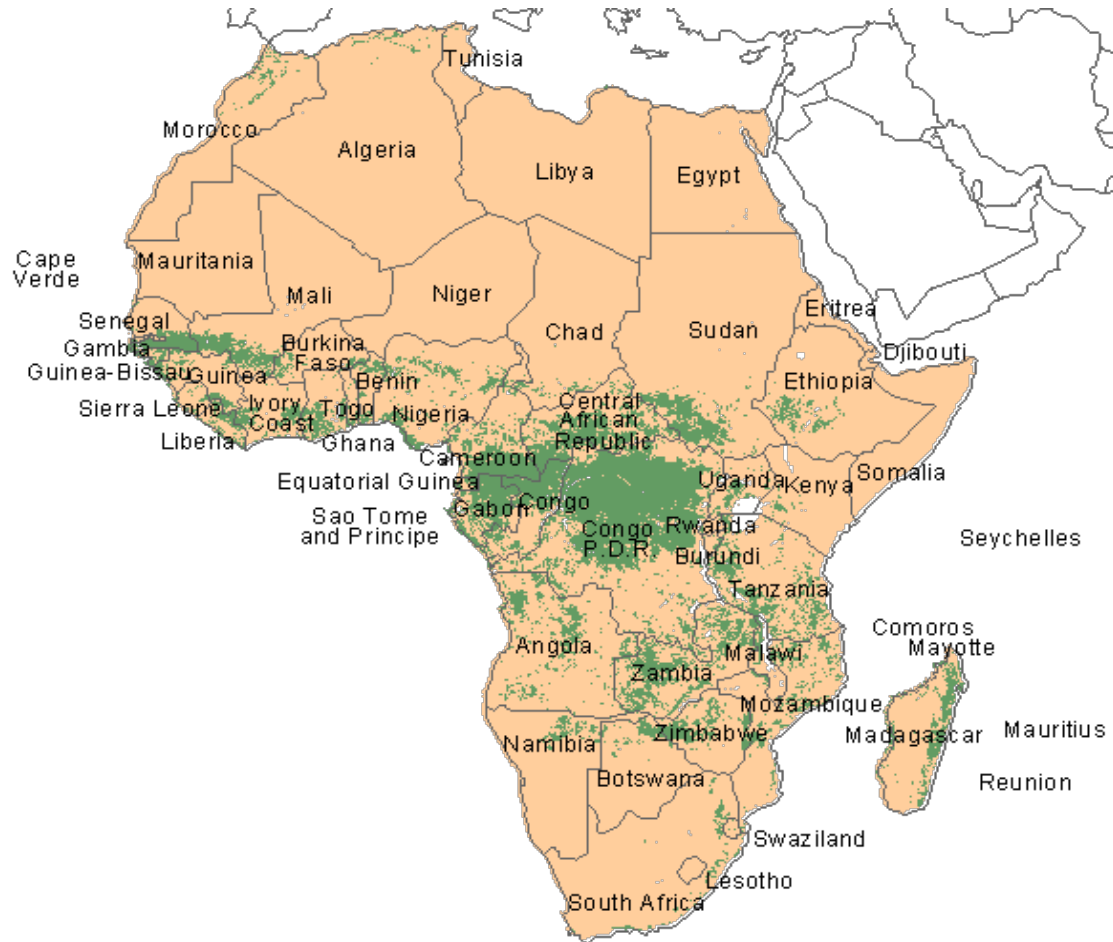 Tunisia
Morocco
Algeria
Libya
Egypt
Cape
Verde
Mauritania
Mali
Niger
Chad
Sudan
Eritrea
Senegal
Gambia
Burkina
Faso
Djibouti
Guinea-Bissau
Guinea
Benin
Ethiopia
Sierra Leone
Ivory
Coast
Togo
Nigeria
Central
African
Republic
Liberia
Ghana
Cameroon
Equatorial Guinea
Uganda
Kenya
Somalia
Gabon
Congo
Sao Tome
and Principe
Congo
P.D.R.
Rwanda
Burundi
Seychelles
Tanzania
Comoros
Mayotte
Angola
Malawi
Zambia
Mozambique
Namibia
Zimbabwe
Madagascar
Mauritius
Botswana
Reunion
Swaziland
Lesotho
South Africa